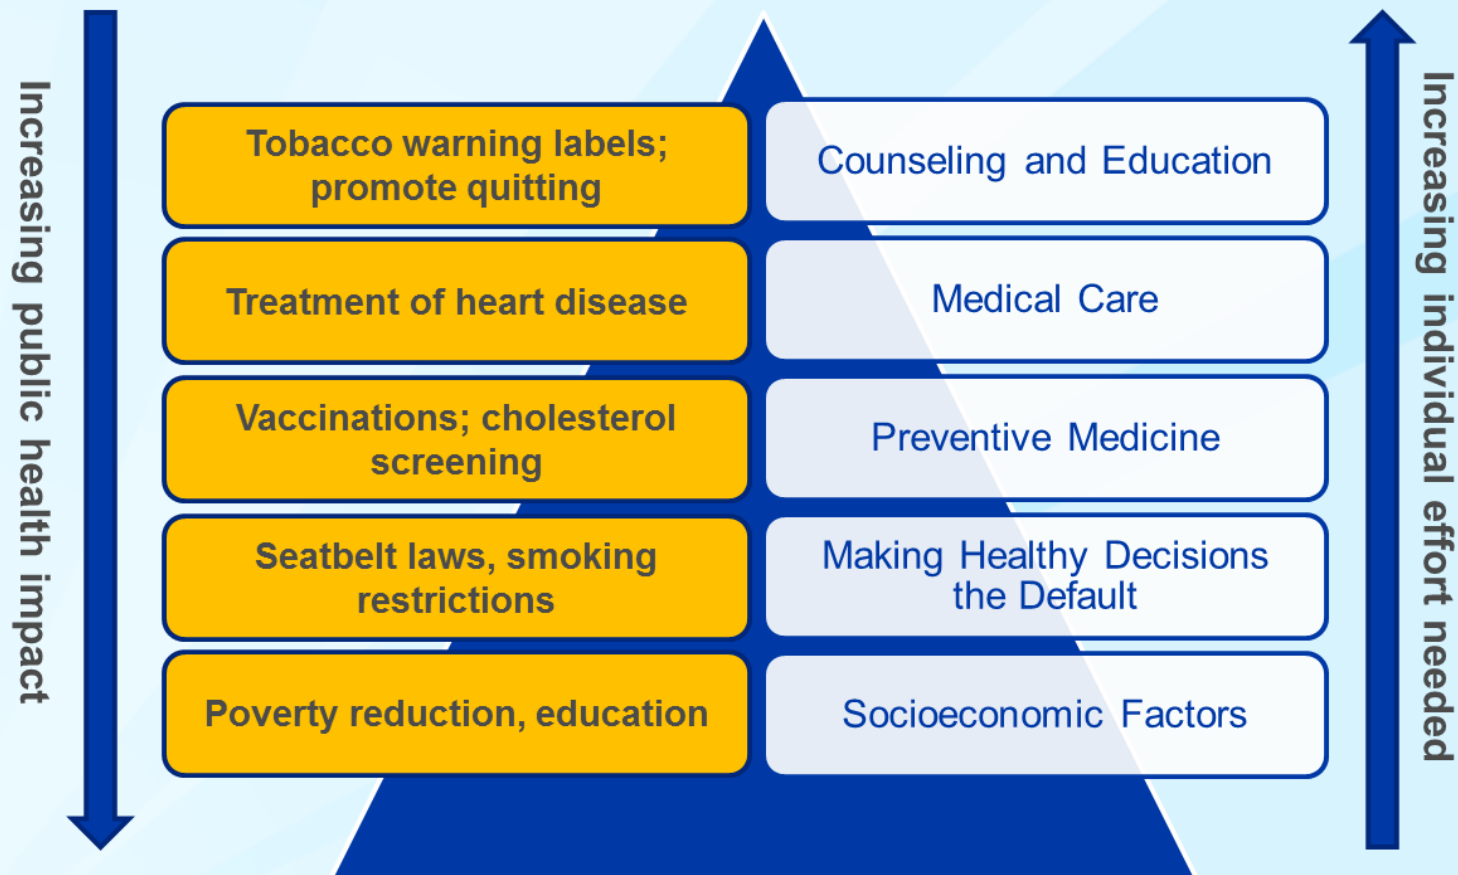 Increasing public health impact
Tobacco warning labels;
promote quitting
Counseling and Education
Treatment of heart disease
Medical Care
Vaccinations; cholesterol
screening
Preventive Medicine
Seatbelt laws, smoking
restrictions
Making Healthy Decisions
the Default
Poverty reduction, education
Socioeconomic Factors
Increasing individual effort needed